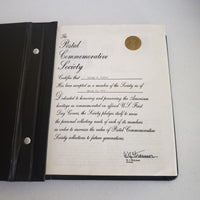 The
Postal
Commemorative
Society
Certifies that
Has been accepted as a member of the Society as of
Dedicated to honoring and preserving the American
heritage as commemorated on official U.S. First
Day Covers, the Society pledges itself to serve
the personal collecting needs of each of its members
in order to increase the value of Postal Commemorative
Society collections to future generations.